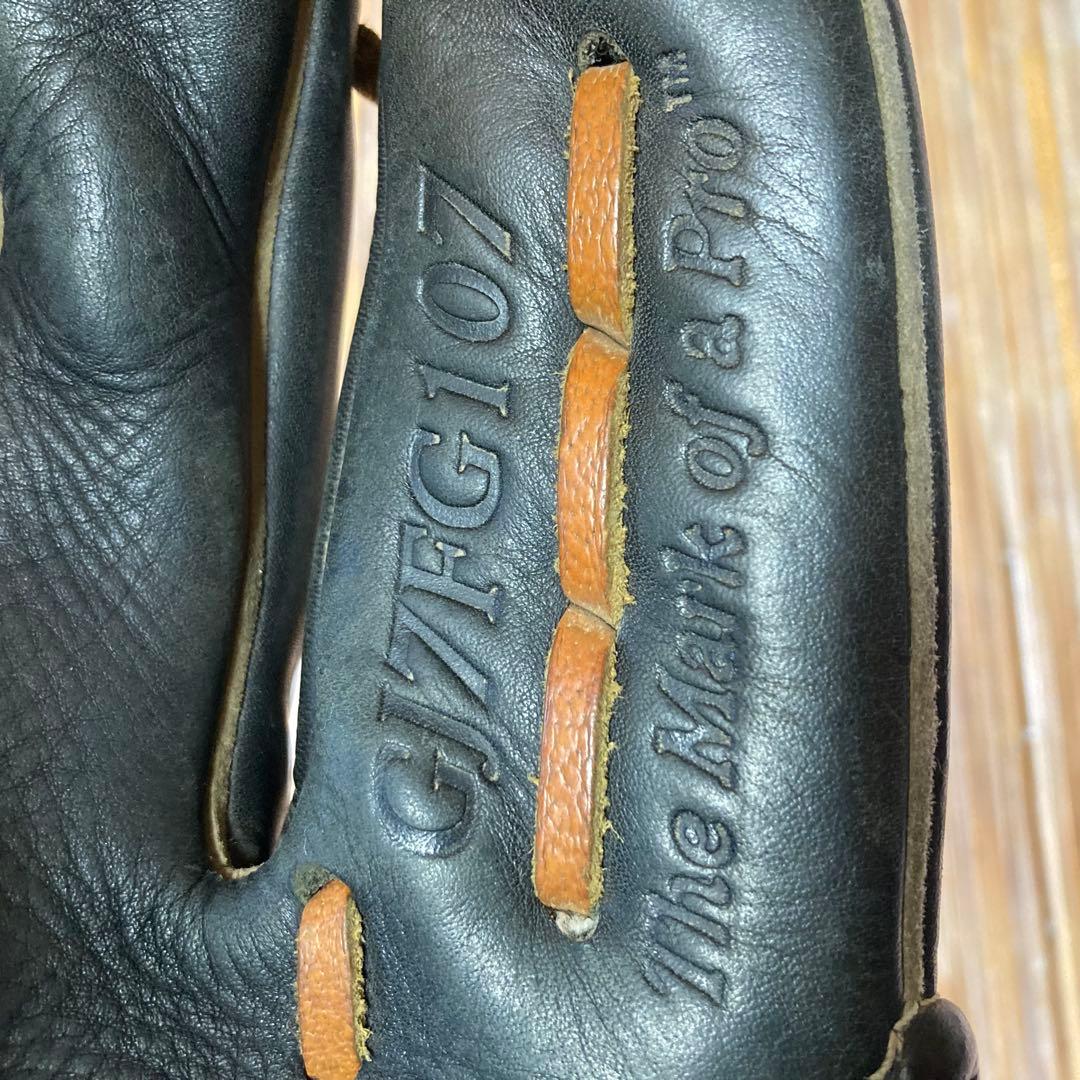 GJ7FG107
The Mark of a Pro™